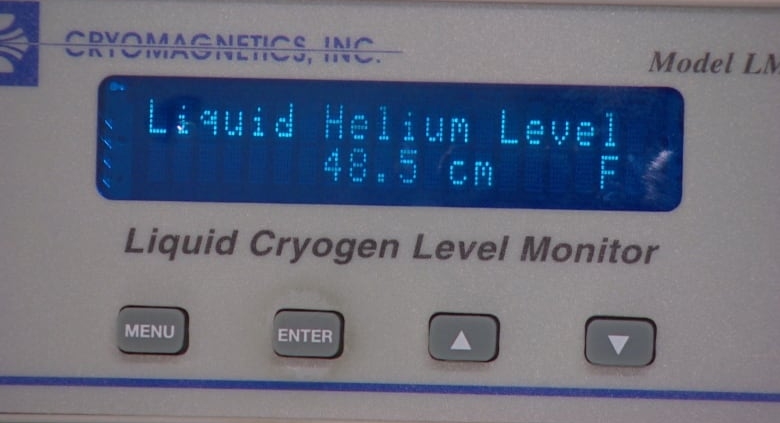 CRYOMAGNETICS, INC.
Model LM
Liquid Helium Level
48.5 cm F
Liquid Cryogen Level Monitor
MENU ENTER ▲ ▼